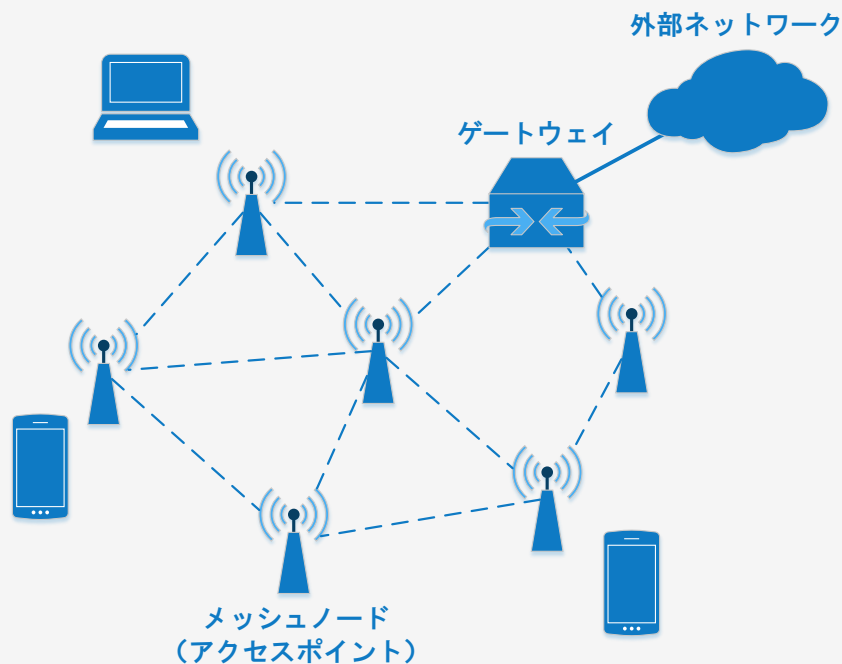 外部ネットワーク
ゲートウェイ
メッシュノード
（アクセスポイント）